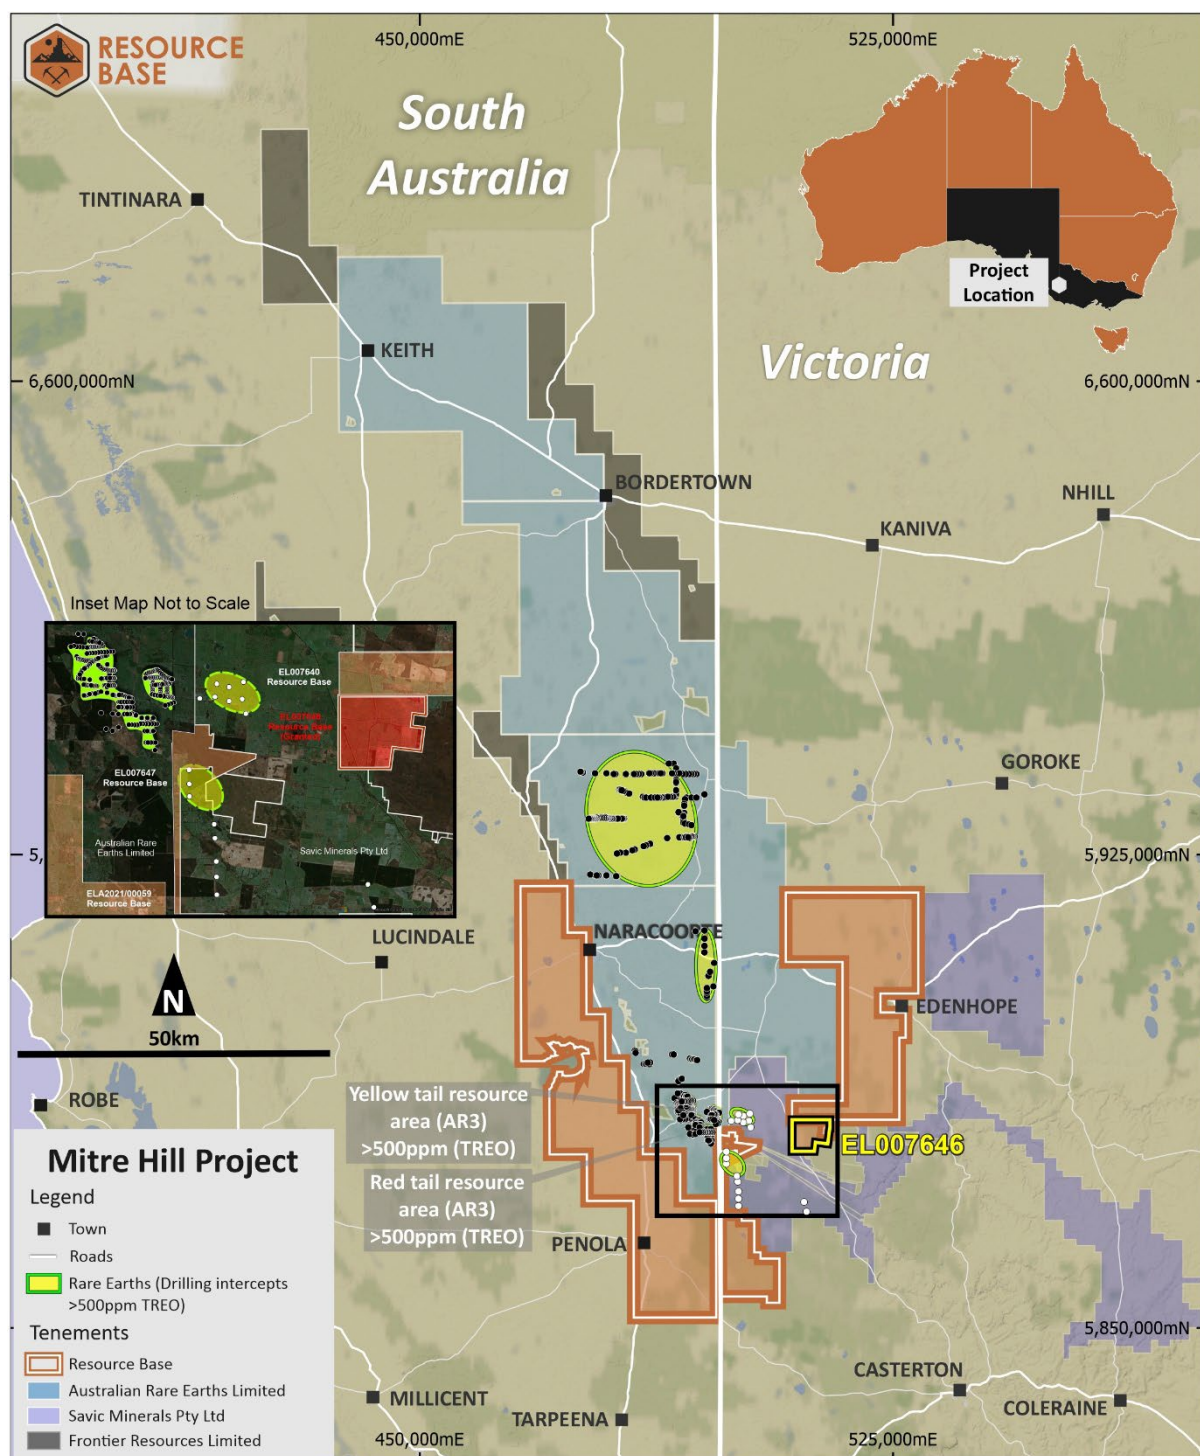 RESOURCE
BASE
450,000mE
525,000mE
South
Australia
TINTINARA
Project
Location
Victoria
KEITH
6,600,000mN
6,600,000mN
BORDERTOWN
NHILL
KANIVA
Inset Map Not to Scale
EL007640
Resource Base
EL007646
Resource Base
(Granted)
EL007647
Resource Base
Australian Rare
Earths Limited
Savic Minerals Pty Ltd
ELA2021/00059
Resource Base
GOROKE
5,
5,925,000mN
NARACOORTE
LUCINDALE
EDENHOPE
N
50km
ROBE
Yellow tail resource
area (AR3)
>500ppm (TREO)
EL007646
Red tail resource
area (AR3)
>500ppm (TREO)
PENOLA
Mitre Hill Project
Legend
Town
Roads
Rare Earths (Drilling intercepts
>500ppm TREO)
Tenements
Resource Base
Australian Rare Earths Limited
Savic Minerals Pty Ltd
Frontier Resources Limited
5,850,000mN
CASTERTON
MILLICENT
COLERAINE
TARPEENA
450,000mE
525,000mE